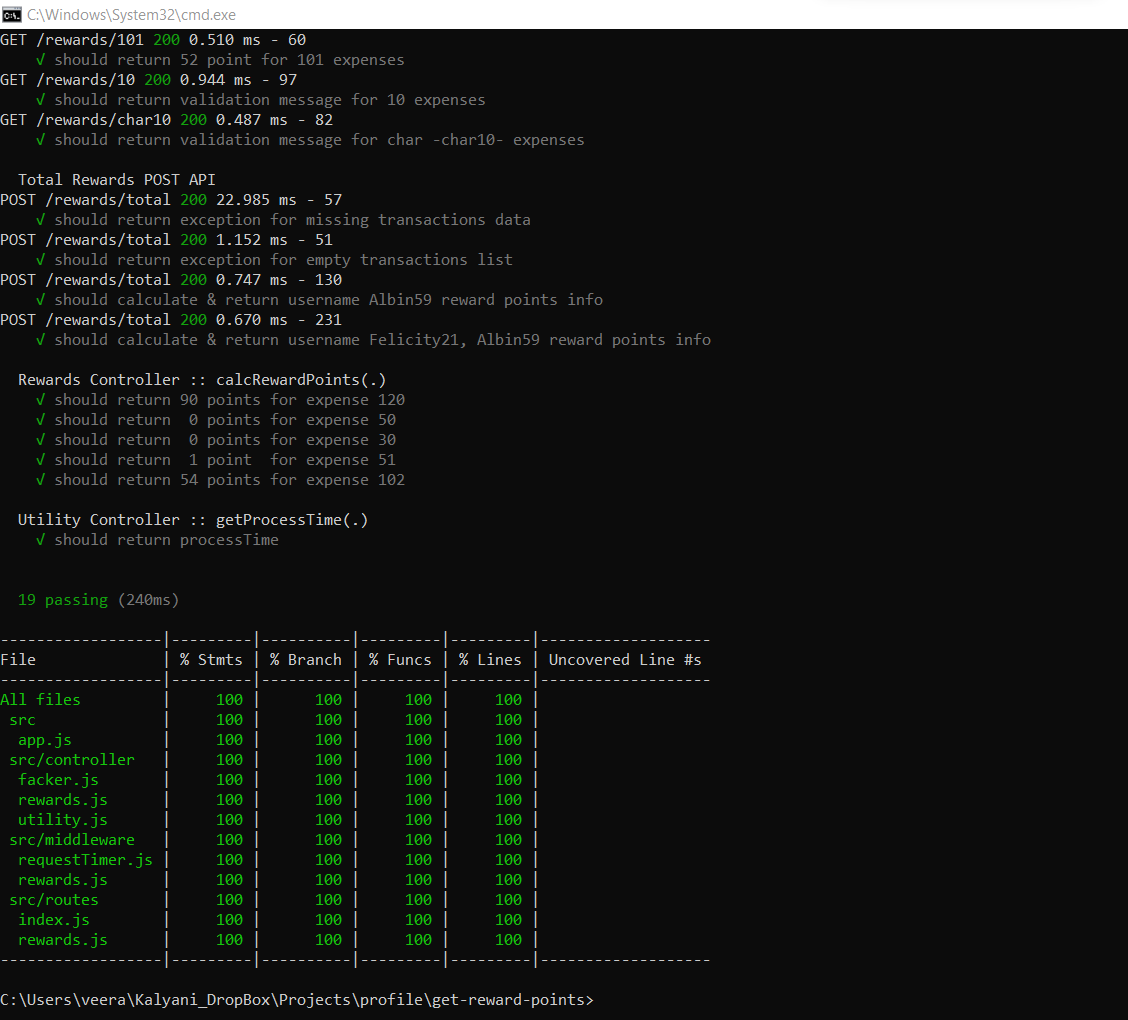 C:\Windows\System32\cmd.exe
GET /rewards/101 200 0.510 ms - 60
√ should return 52 point for 101 expenses
GET /rewards/10 200 0.944 ms - 97
√ should return validation message for 10 expenses
GET /rewards/char10 200 0.487 ms - 82
√ should return validation message for char -char10- expenses
Total Rewards POST API
POST /rewards/total 200 22.985 ms - 57
√ should return exception for missing transactions data
POST /rewards/total 200 1.152 ms - 51
√ should return exception for empty transactions list
POST /rewards/total 200 0.747 ms - 130
√ should calculate & return username Albin59 reward points info
POST /rewards/total 200 0.670 ms - 231
√ should calculate & return username Felicity21, Albin59 reward points info
Rewards Controller :: calcRewardPoints(.)
√ should return 90 points for expense 120
√ should return  0 points for expense 50
√ should return  0 points for expense 30
√ should return  1 point  for expense 51
√ should return 54 points for expense 102
Utility Controller :: getProcessTime(.)
√ should return processTime
19 passing (240ms)
------------------|---------|----------|---------|---------|-------------------
File              | % Stmts | % Branch | % Funcs | % Lines | Uncovered Line #s
------------------|---------|----------|---------|---------|-------------------
All files         |     100 |      100 |     100 |     100 |
 src              |     100 |      100 |     100 |     100 |
  app.js          |     100 |      100 |     100 |     100 |
 src/controller   |     100 |      100 |     100 |     100 |
  facker.js       |     100 |      100 |     100 |     100 |
  rewards.js      |     100 |      100 |     100 |     100 |
  utility.js      |     100 |      100 |     100 |     100 |
 src/middleware   |     100 |      100 |     100 |     100 |
  requestTimer.js |     100 |      100 |     100 |     100 |
  rewards.js      |     100 |      100 |     100 |     100 |
 src/routes       |     100 |      100 |     100 |     100 |
  index.js        |     100 |      100 |     100 |     100 |
  rewards.js      |     100 |      100 |     100 |     100 |
------------------|---------|----------|---------|---------|-------------------
C:\Users\veera\Kalyani_DropBox\Projects\profile\get-reward-points>